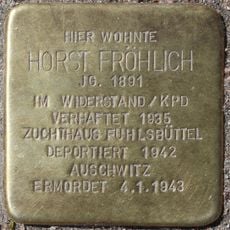 HIER WOHNTE
HORST FRÖHLICH
JG. 1891
IM WIDERSTAND / KPD
VERHAFTET 1935
ZUCHTHAUS FUHLSBÜTTEL
DEPORTIERT 1942
AUSCHWITZ
ERMORDET 4.1.1943